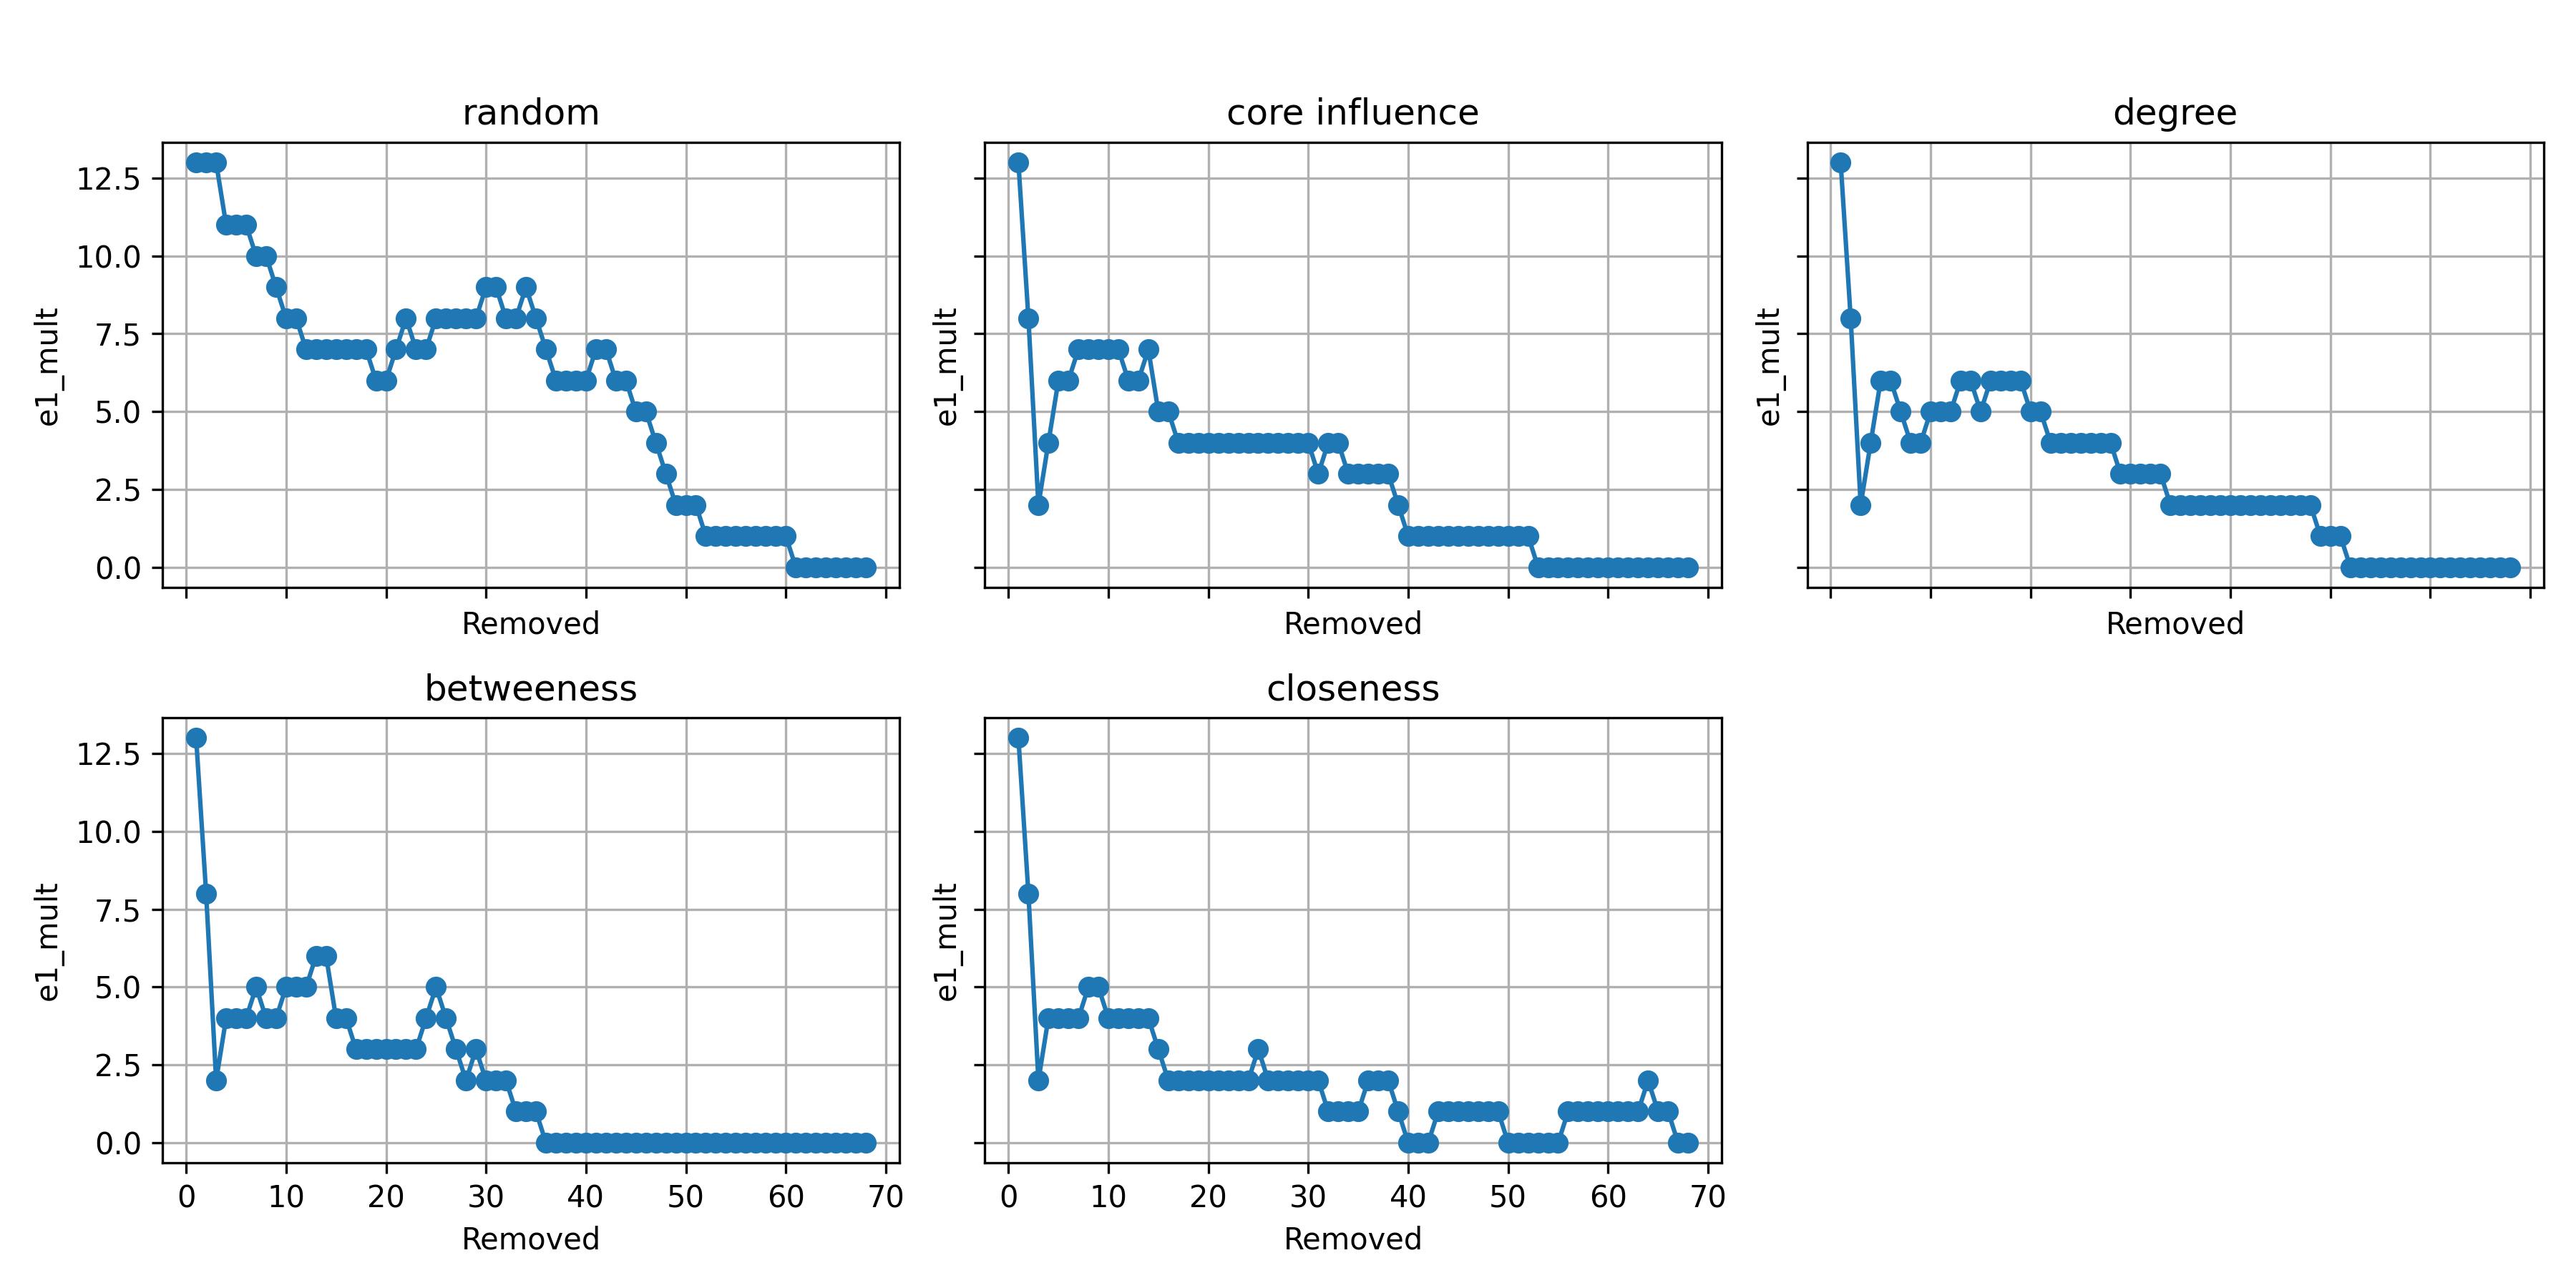 random
core influence
degree
12.5
10.0
7.5
5.0
2.5
0.0
e1_mult
e1_mult
e1_mult
Removed
Removed
Removed
betweeness
closeness
12.5
10.0
7.5
5.0
2.5
0.0
e1_mult
e1_mult
0 10 20 30 40 50 60 70
0 10 20 30 40 50 60 70
Removed
Removed